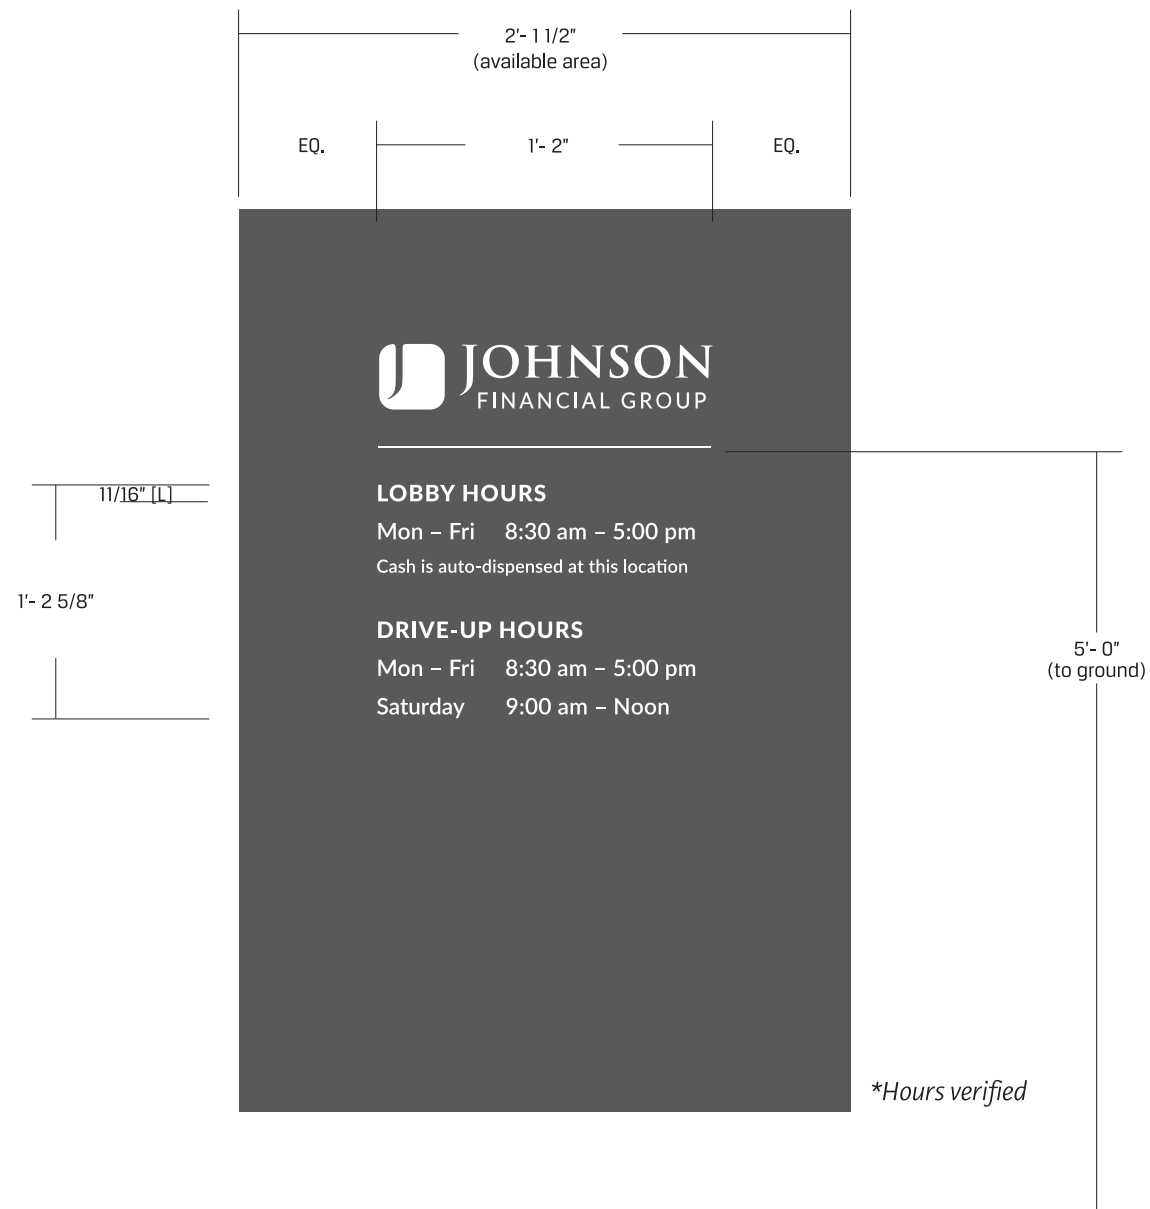 2'- 1 1/2"
(available area)
EQ.
1'- 2"
EQ.
JOHNSON
FINANCIAL GROUP
11/16" [L]
LOBBY HOURS
Mon – Fri 8:30 am – 5:00 pm
Cash is auto-dispensed at this location
1'- 2 5/8"
DRIVE-UP HOURS
Mon – Fri 8:30 am – 5:00 pm
Saturday 9:00 am – Noon
5'- 0"
(to ground)
*Hours verified